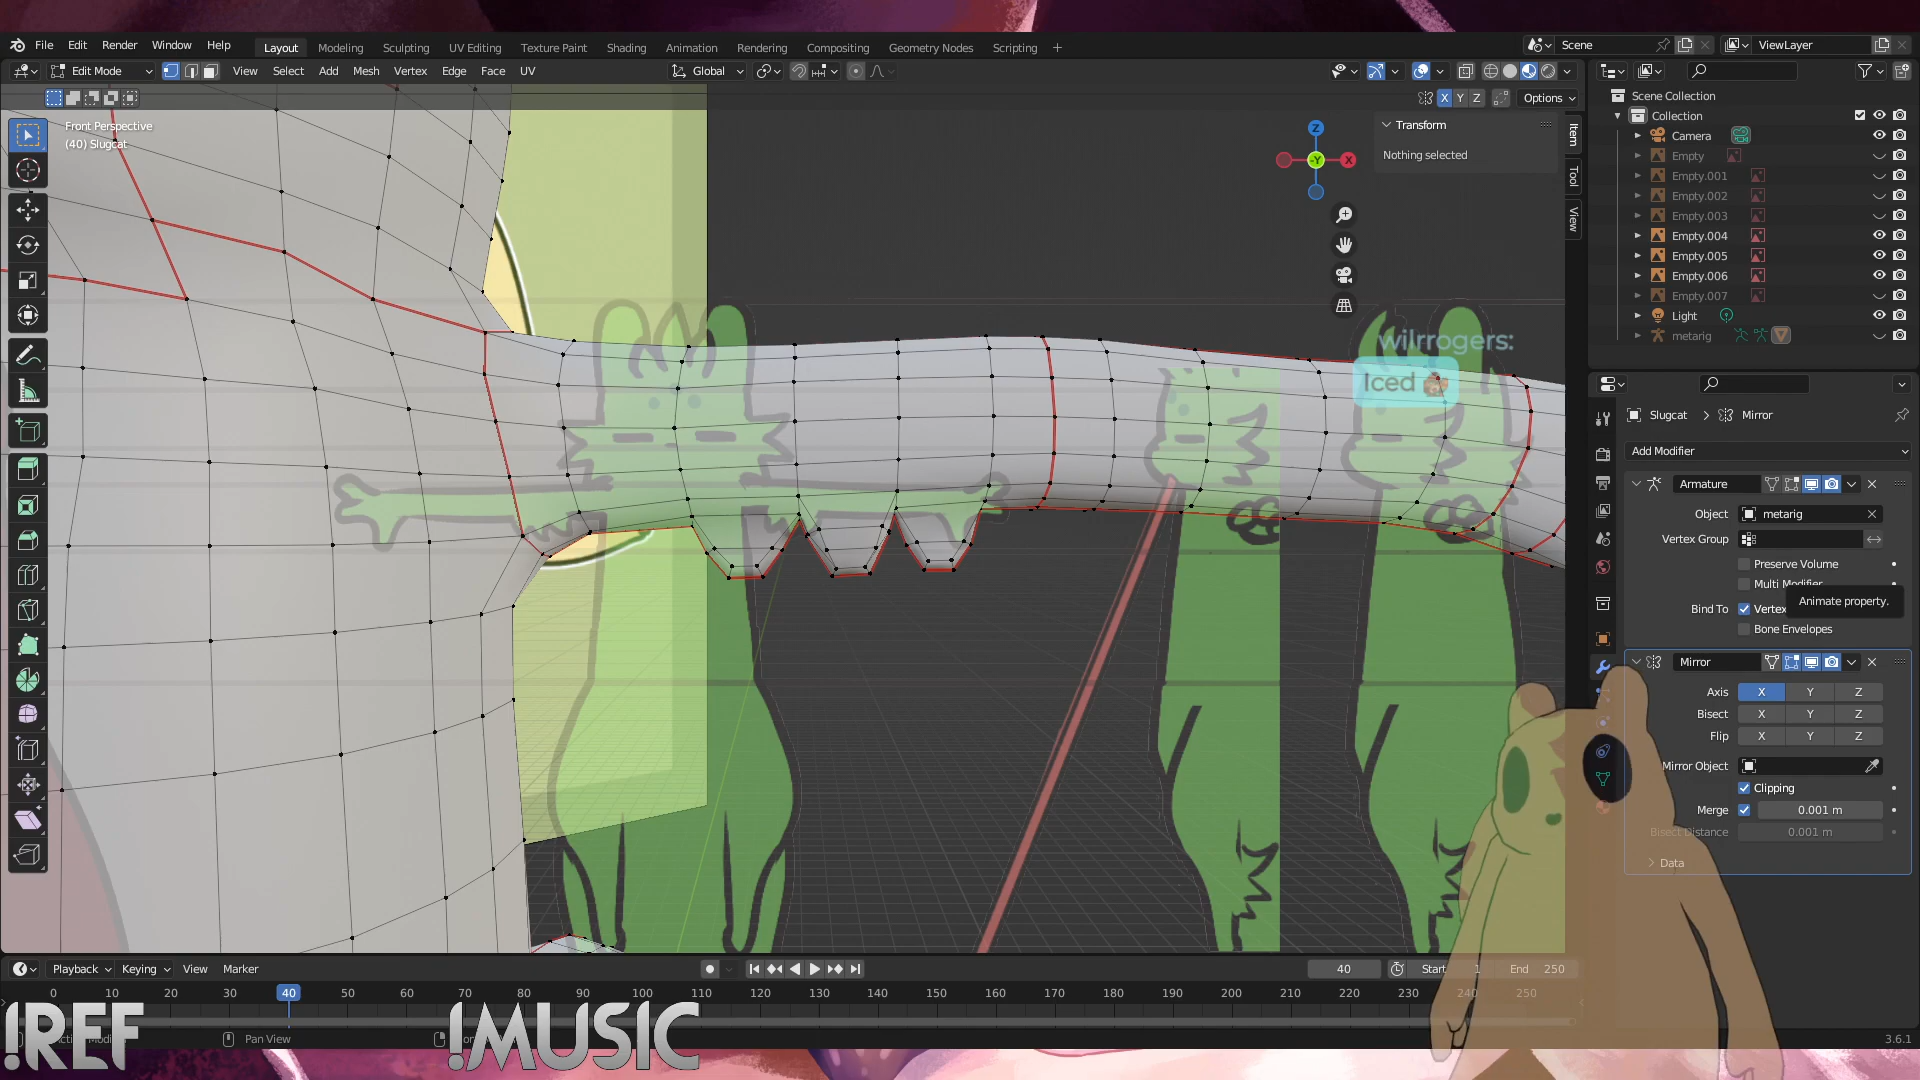 File Edit Render Window Help Layout Modeling Sculpting UV Editing Texture Paint Shading Animation Rendering Compositing Geometry Nodes Scripting + Scene ViewLayer
Edit Mode View Select Add Mesh Vertex Edge Face UV Global
X Y Z Options
Front Perspective
(40) Slugcat
Z
-Y
X
Transform
Nothing selected
Item
Tool
View
wilrrogers:
Iced
Scene Collection
Collection
Camera
Empty
Empty.001
Empty.002
Empty.003
Empty.004
Empty.005
Empty.006
Empty.007
Light
metarig
Slugcat > Mirror
Add Modifier
Armature
Object metarig
Vertex Group
Preserve Volume
Multi Modifier
Animate property.
Bind To Vertex
Bone Envelopes
Mirror
Axis X Y Z
Bisect X Y Z
Flip X Y Z
Mirror Object
Clipping
Merge 0.001 m
Bisect Distance 0.001 m
Data
Playback Keying View Marker 40 Start 1 End 250
0 10 20 30 40 50 60 70 80 90 100 110 120 130 140 150 160 170 180 190 200 210 220 230 240 250
!REF
!MUSIC
Pan View
3.6.1